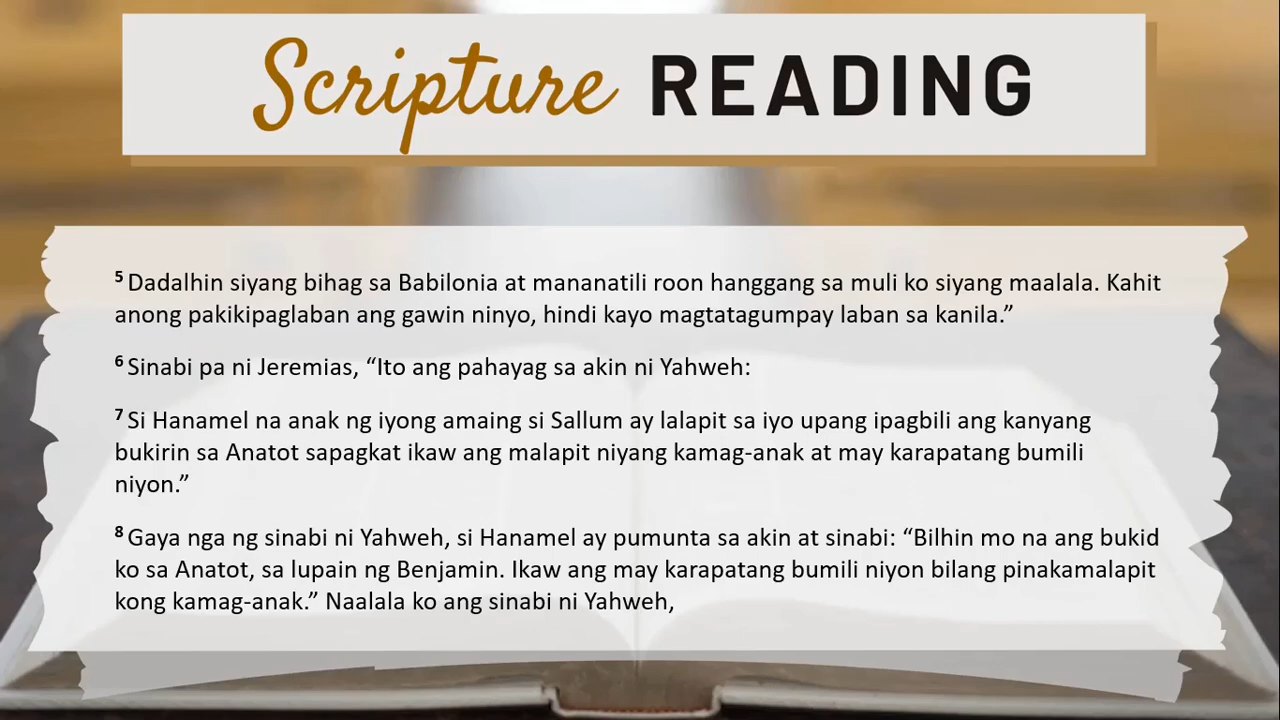 Scripture READING
5 Dadalhin siyang bihag sa Babilonia at mananatili roon hanggang sa muli ko siyang maalala. Kahit
anong pakikipaglaban ang gawin ninyo, hindi kayo magtatagumpay laban sa kanila.”
6 Sinabi pa ni Jeremias, “Ito ang pahayag sa akin ni Yahweh:
7 Si Hanamel na anak ng iyong amaing si Sallum ay lalapit sa iyo upang ipagbili ang kanyang
bukirin sa Anatot sapagkat ikaw ang malapit niyang kamag-anak at may karapatang bumili
niyon.”
8 Gaya nga ng sinabi ni Yahweh, si Hanamel ay pumunta sa akin at sinabi: “Bilhin mo na ang bukid
ko sa Anatot, sa lupain ng Benjamin. Ikaw ang may karapatang bumili niyon bilang pinakamalapit
kong kamag-anak.” Naalala ko ang sinabi ni Yahweh,